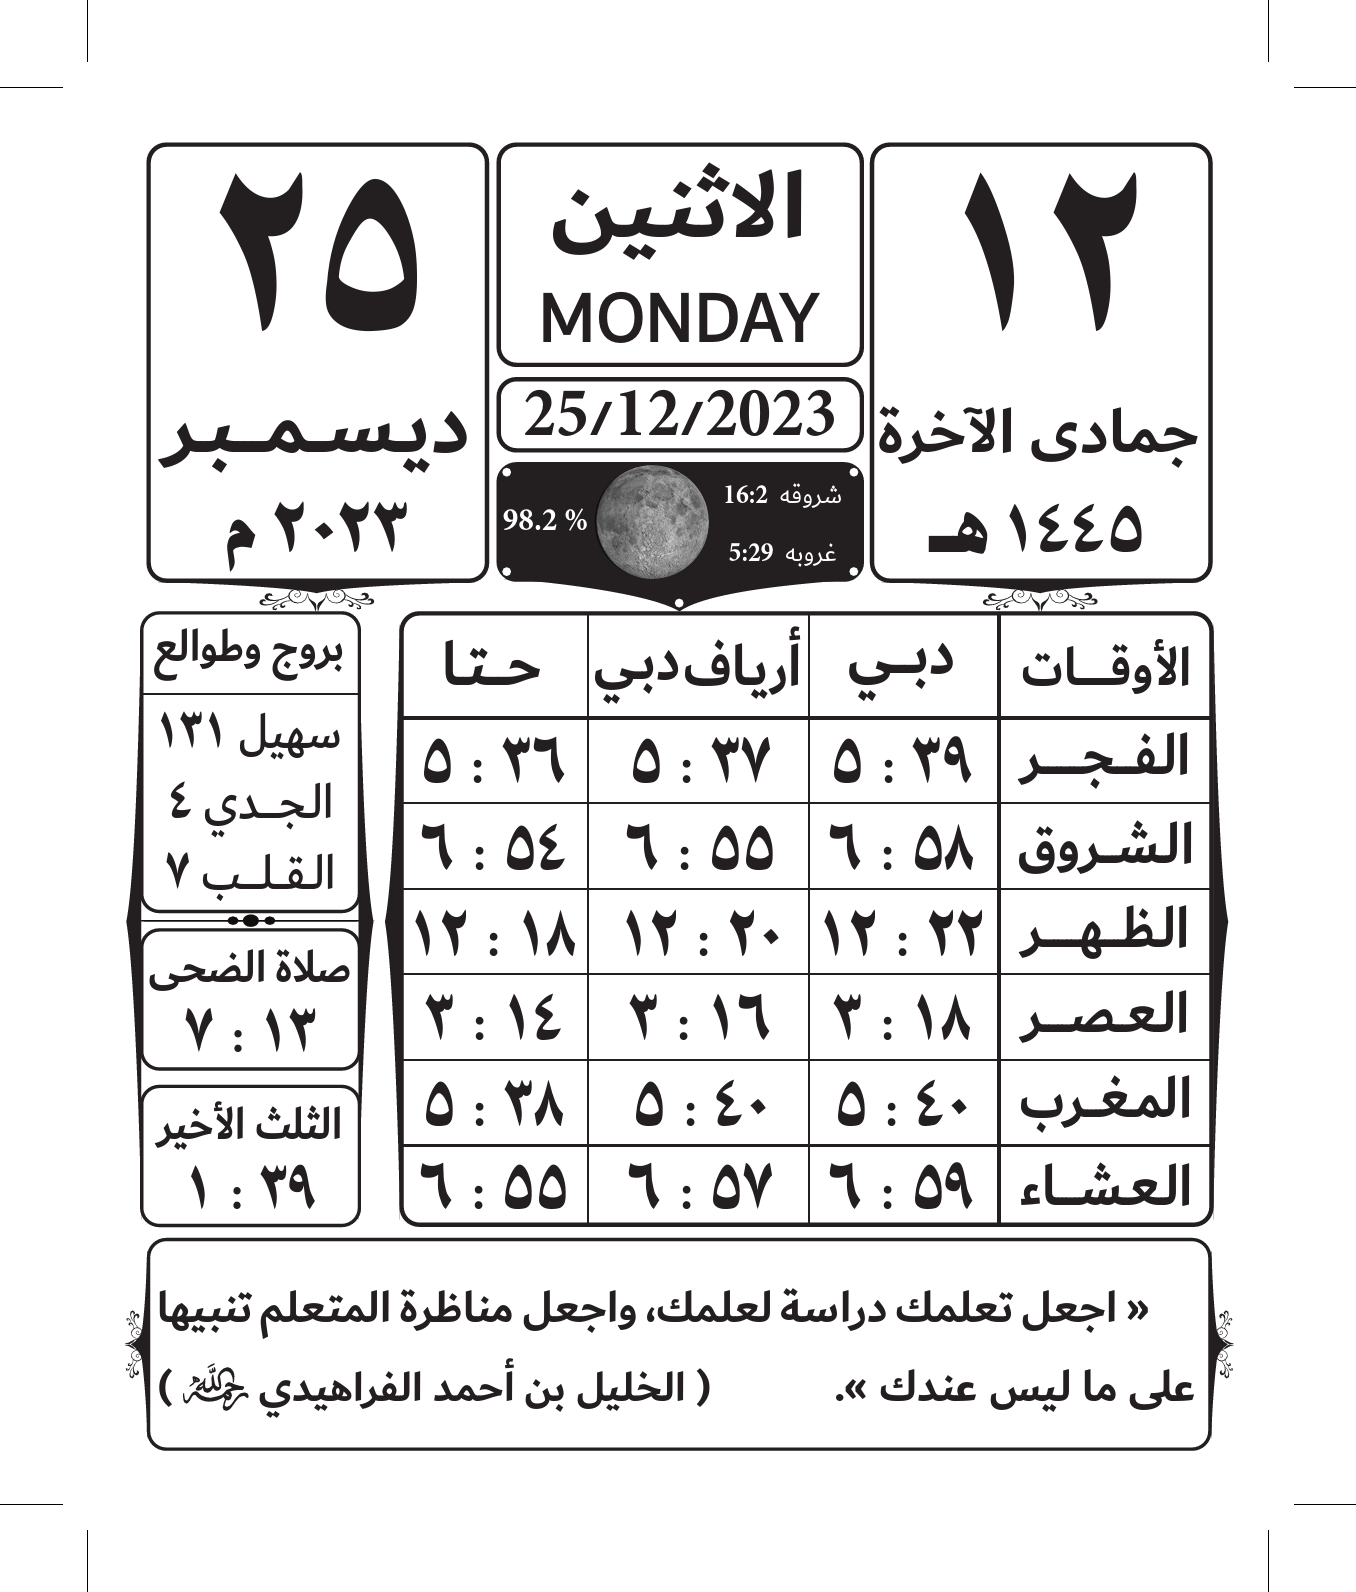 ١٢
جمادى الآخرة
١٤٤٥ هـ
الاثنين
MONDAY
25/12/2023
شروقه 16:2
غروبه 5:29
98.2 %
٢٥
ديسمبر
٢٠٢٣ م
الأوقات دبي أرياف دبي حتا
الفجر ٣٩ : ٥ ٣٧ : ٥ ٣٦ : ٥
الشروق ٥٨ : ٦ ٥٥ : ٦ ٥٤ : ٦
الظهر ٢٢ : ١٢ ٢٠ : ١٢ ١٨ : ١٢
العصر ١٨ : ٣ ١٦ : ٣ ١٤ : ٣
المغرب ٤٠ : ٥ ٤٠ : ٥ ٣٨ : ٥
العشاء ٥٩ : ٦ ٥٧ : ٦ ٥٥ : ٦
بروج وطوالع
سهيل ١٣١
الجدي ٤
القلب ٧
صلاة الضحى
١٣ : ٧
الثلث الأخير
٣٩ : ١
« اجعل تعلمك دراسة لعلمك، واجعل مناظرة المتعلم تنبيها
على ما ليس عندك ». ( الخليل بن أحمد الفراهيدي رحمه الله )